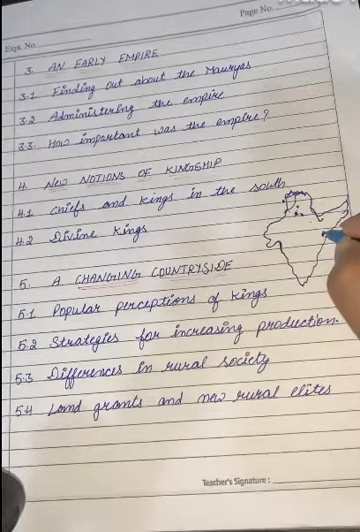 Page No.
Expt. No.
3. AN EARLY EMPIRE
3.1 Finding out about the Mauryas
3.2 Administering the empire
3.3. How important was the empire?
4. NEW NOTIONS OF KINGSHIP
4.1 Chiefs and kings in the south
4.2 Divine kings
5. A CHANGING COUNTRYSIDE
5.1 Popular perceptions of kings
5.2 Strategies for increasing production.
5.3 Differences in rural society
5.4 Land grants and new rural elites
Teacher's Signature :